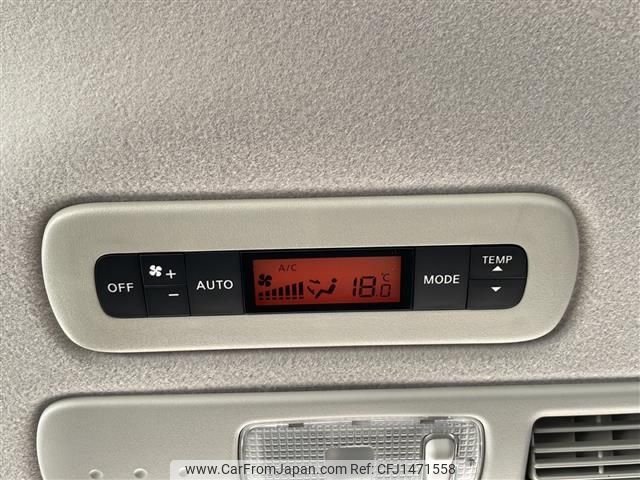 OFF
+
−
AUTO
A/C
18.0
℃
MODE
TEMP
www.CarFromJapan.com - Ref: CFJ1471558